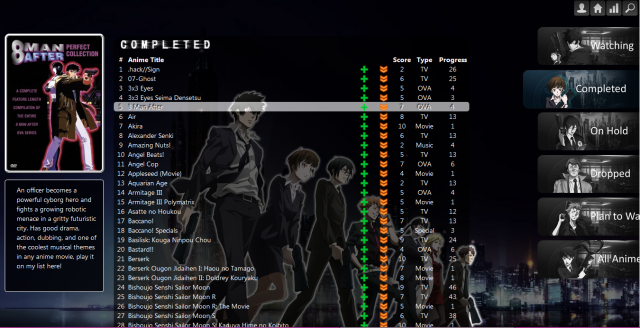 8 MAN AFTER
PERFECT COLLECTION
A COMPLETE
FEATURE LENGTH
COMPILATION OF
THE ENTIRE
8 MAN AFTER
OVA SERIES
An officer becomes a
powerful cyborg hero and
fights a growing robotic
menace in a gritty futuristic
city. Has good drama,
action, dubbing, and one of
the coolest musical themes
in any anime movie, play it
on my list here!
COMPLETED
# Anime Title Score Type Progress
1 .hack//Sign 2 TV 26
2 07-Ghost 6 TV 25
3 3x3 Eyes 5 OVA 4
4 3x3 Eyes Seima Densetsu 5 OVA 3
5 8 Man After 7 OVA 4
6 Air 8 TV 13
7 Akira 10 Movie 1
8 Alexander Senki 6 TV 13
9 Amazing Nuts! 2 Music 4
10 Angel Beats! 5 TV 13
11 Angel Cop 7 OVA 6
12 Appleseed (Movie) 4 Movie 1
13 Aquarian Age 2 TV 13
14 Armitage III 5 OVA 4
15 Armitage III Polymatrix 5 Movie 1
16 Asatte no Houkou 5 TV 12
17 Baccano! 7 TV 13
18 Baccano! Specials 5 Special 3
19 Basilisk: Kouga Ninpou Chou 9 TV 24
20 Bastard!! 4 OVA 6
21 Berserk 10 TV 25
22 Berserk Ougon Jidaihen I: Haou no Tamago 7 Movie 1
23 Berserk Ougon Jidaihen II: Doldrey Kouryaku 8 Movie 1
24 Bishoujo Senshi Sailor Moon 9 TV 46
25 Bishoujo Senshi Sailor Moon R 7 TV 43
26 Bishoujo Senshi Sailor Moon R: The Movie 5 Movie 1
27 Bishoujo Senshi Sailor Moon S 6 TV 38
28 Bishoujo Senshi Sailor Moon S: Kaguya Hime no Koibito 10 Movie 1
Watching
Completed
On Hold
Dropped
Plan to Wa
All Anime